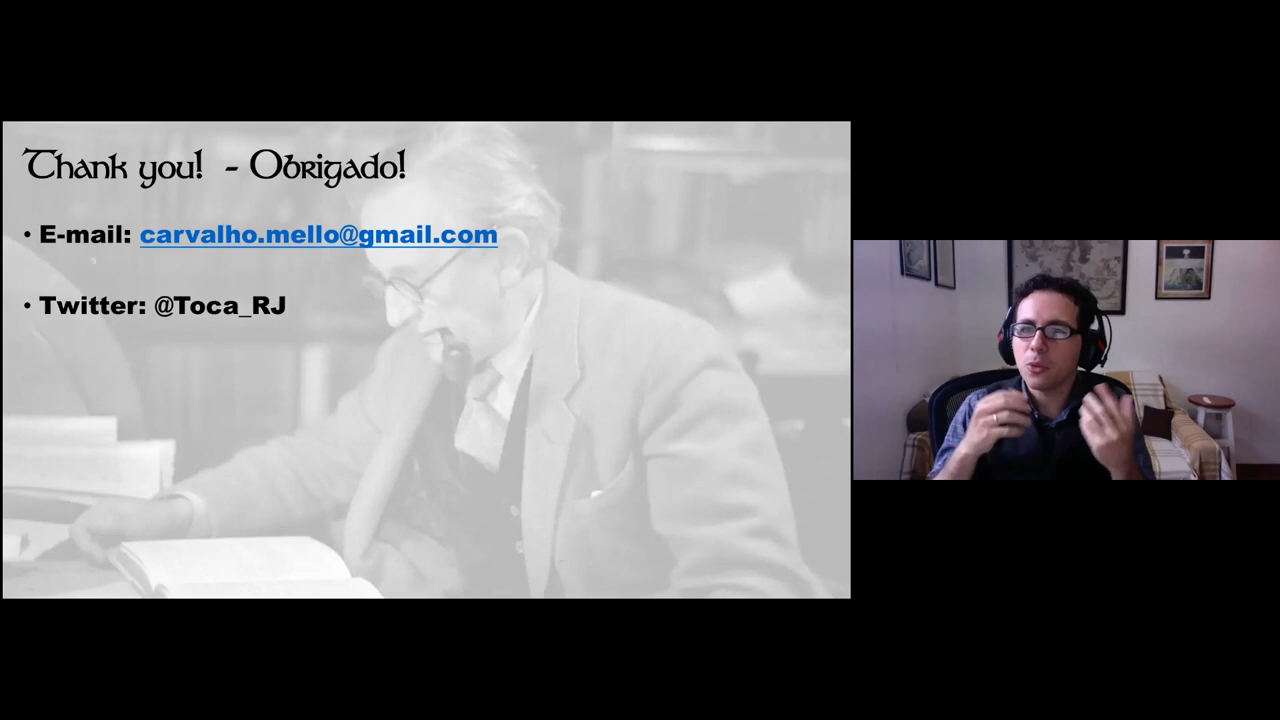 Thank you! - Obrigado!
• E-mail: carvalho.mello@gmail.com
• Twitter: @Toca_RJ